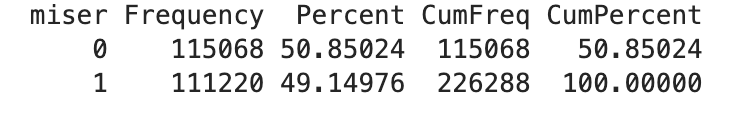 miser Frequency Percent CumFreq CumPercent
0 115068 50.85024 115068 50.85024
1 111220 49.14976 226288 100.00000